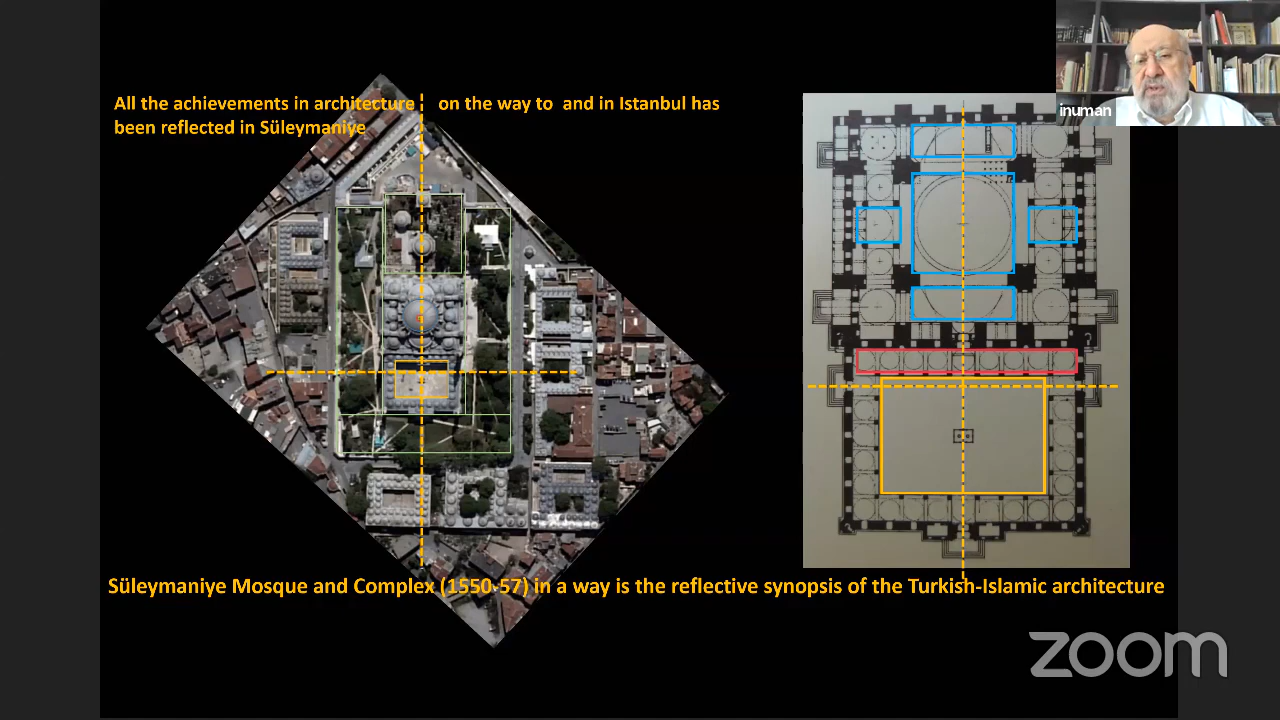 All the achievements in architecture on the way to and in Istanbul has
been reflected in Süleymaniye
inuman
Süleymaniye Mosque and Complex (1550-57) in a way is the reflective synopsis of the Turkish-Islamic architecture
zoom